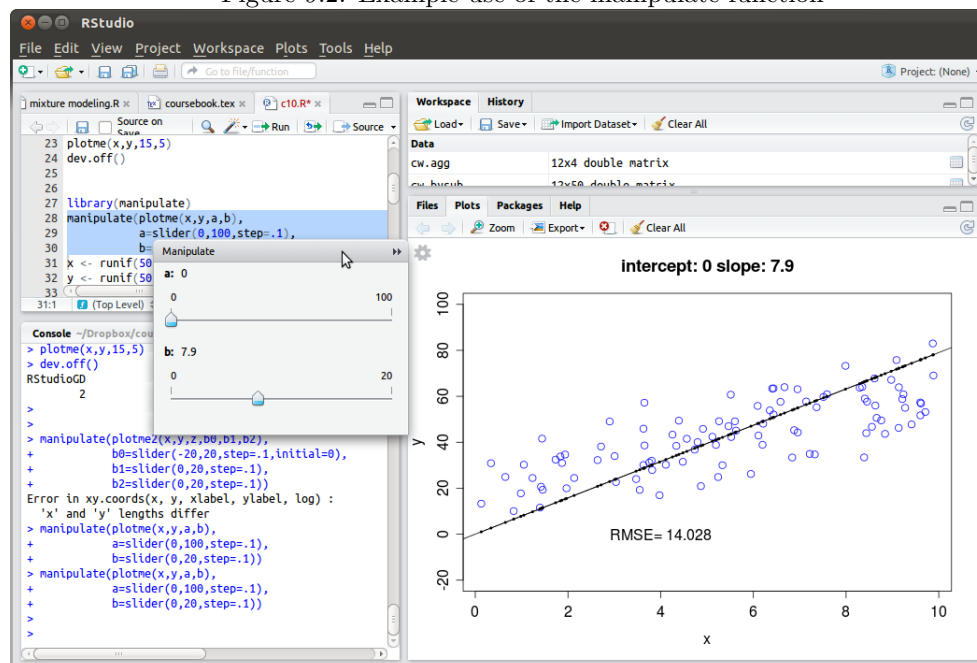 Figure 9.2: Example use of the manipulate function
RStudio
File Edit View Project Workspace Plots Tools Help
Go to file/function
Project: (None)
mixture modeling.R
coursebook.tex
c10.R*
Source on Save
Run
Source
23 plotme(x,y,15,5)
24 dev.off()
25
26
27 library(manipulate)
28 manipulate(plotme(x,y,a,b),
29 a=slider(0,100,step=.1),
30 b=
31 x <- runif(50
32 y <- runif(50
33
31:1 (Top Level)
Manipulate
a: 0
0 100
b: 7.9
0 20
Console ~/Dropbox/cou
> plotme(x,y,15,5)
> dev.off()
RStudioGD
2
>
>
> manipulate(plotme2(x,y,z,b0,b1,b2),
+ b0=slider(-20,20,step=.1,initial=0),
+ b1=slider(0,20,step=.1),
+ b2=slider(0,20,step=.1))
Error in xy.coords(x, y, xlabel, ylabel, log) :
'x' and 'y' lengths differ
> manipulate(plotme(x,y,a,b),
+ a=slider(0,100,step=.1),
+ b=slider(0,20,step=.1))
> manipulate(plotme(x,y,a,b),
+ a=slider(0,100,step=.1),
+ b=slider(0,20,step=.1))
>
>
Workspace History
Load Save Import Dataset Clear All
Data
cw.agg 12x4 double matrix
cw.bysub 12x50 double matrix
Files Plots Packages Help
Zoom Export Clear All
intercept: 0 slope: 7.9
100
80
60
40
20
0
-20
y
RMSE= 14.028
0 2 4 6 8 10
x